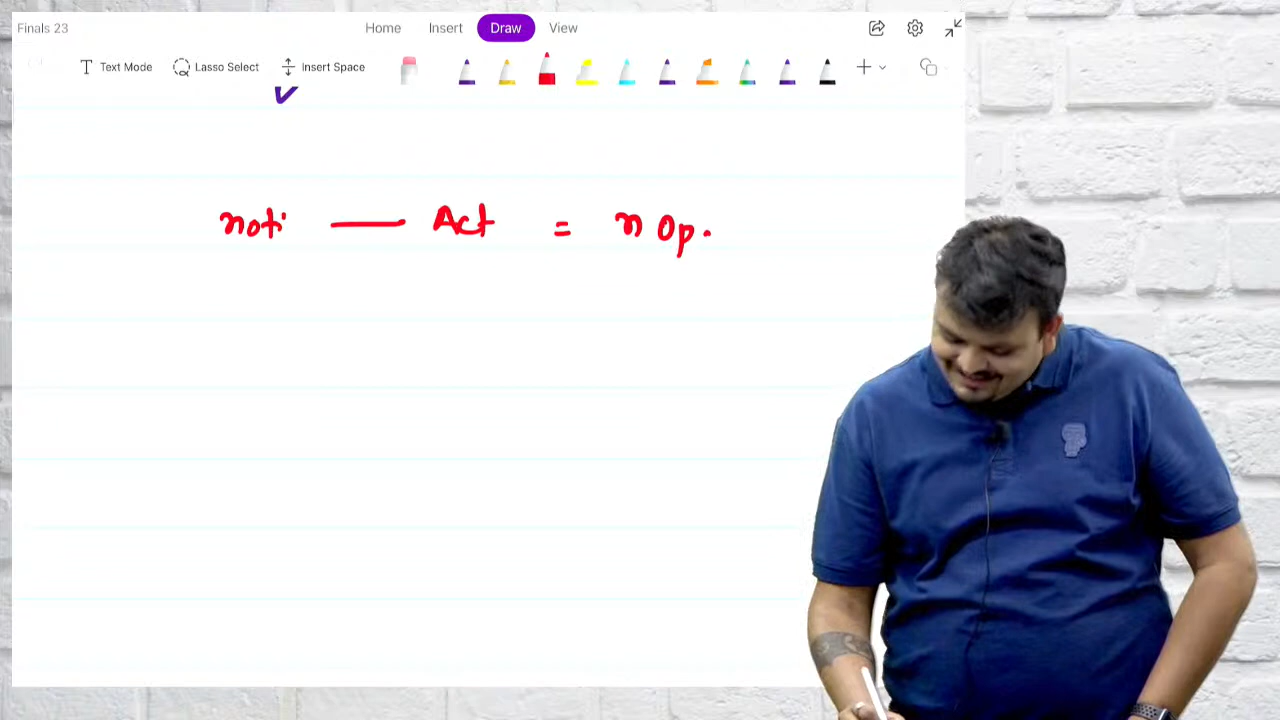 Finals 23
Home Insert Draw View
Text Mode Lasso Select Insert Space
noti — Act = n op.